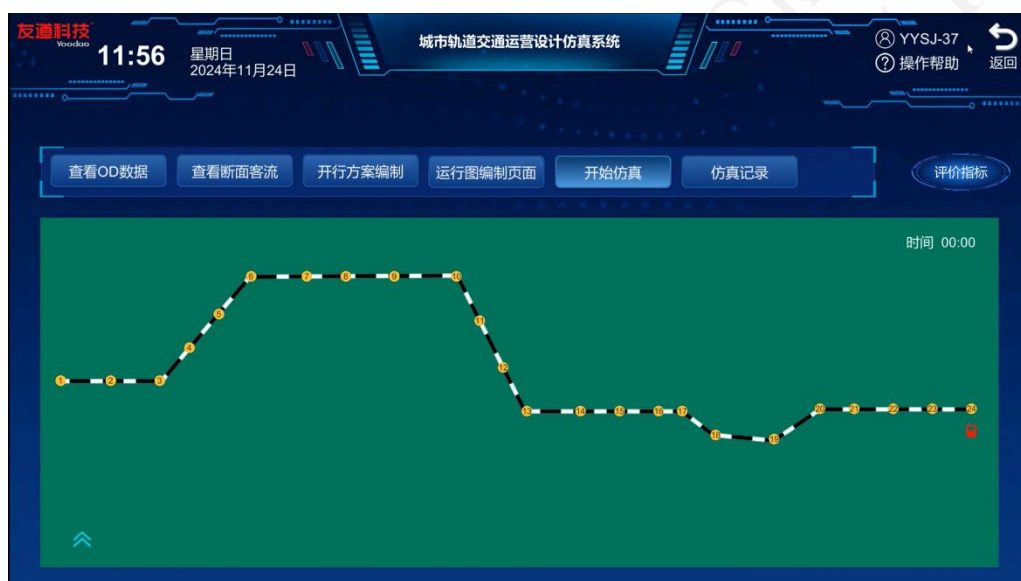 友道科技
Yoodao
11:56
星期日
2024年11月24日
城市轨道交通运营设计仿真系统
YYSJ-37
操作帮助
返回
查看OD数据
查看断面客流
开行方案编制
运行图编制页面
开始仿真
仿真记录
评价指标
时间 00:00
6 7 8 9 10
5
11
4
12
1 2 3
13 14 15 16 17
20 21 22 23 24
18 19